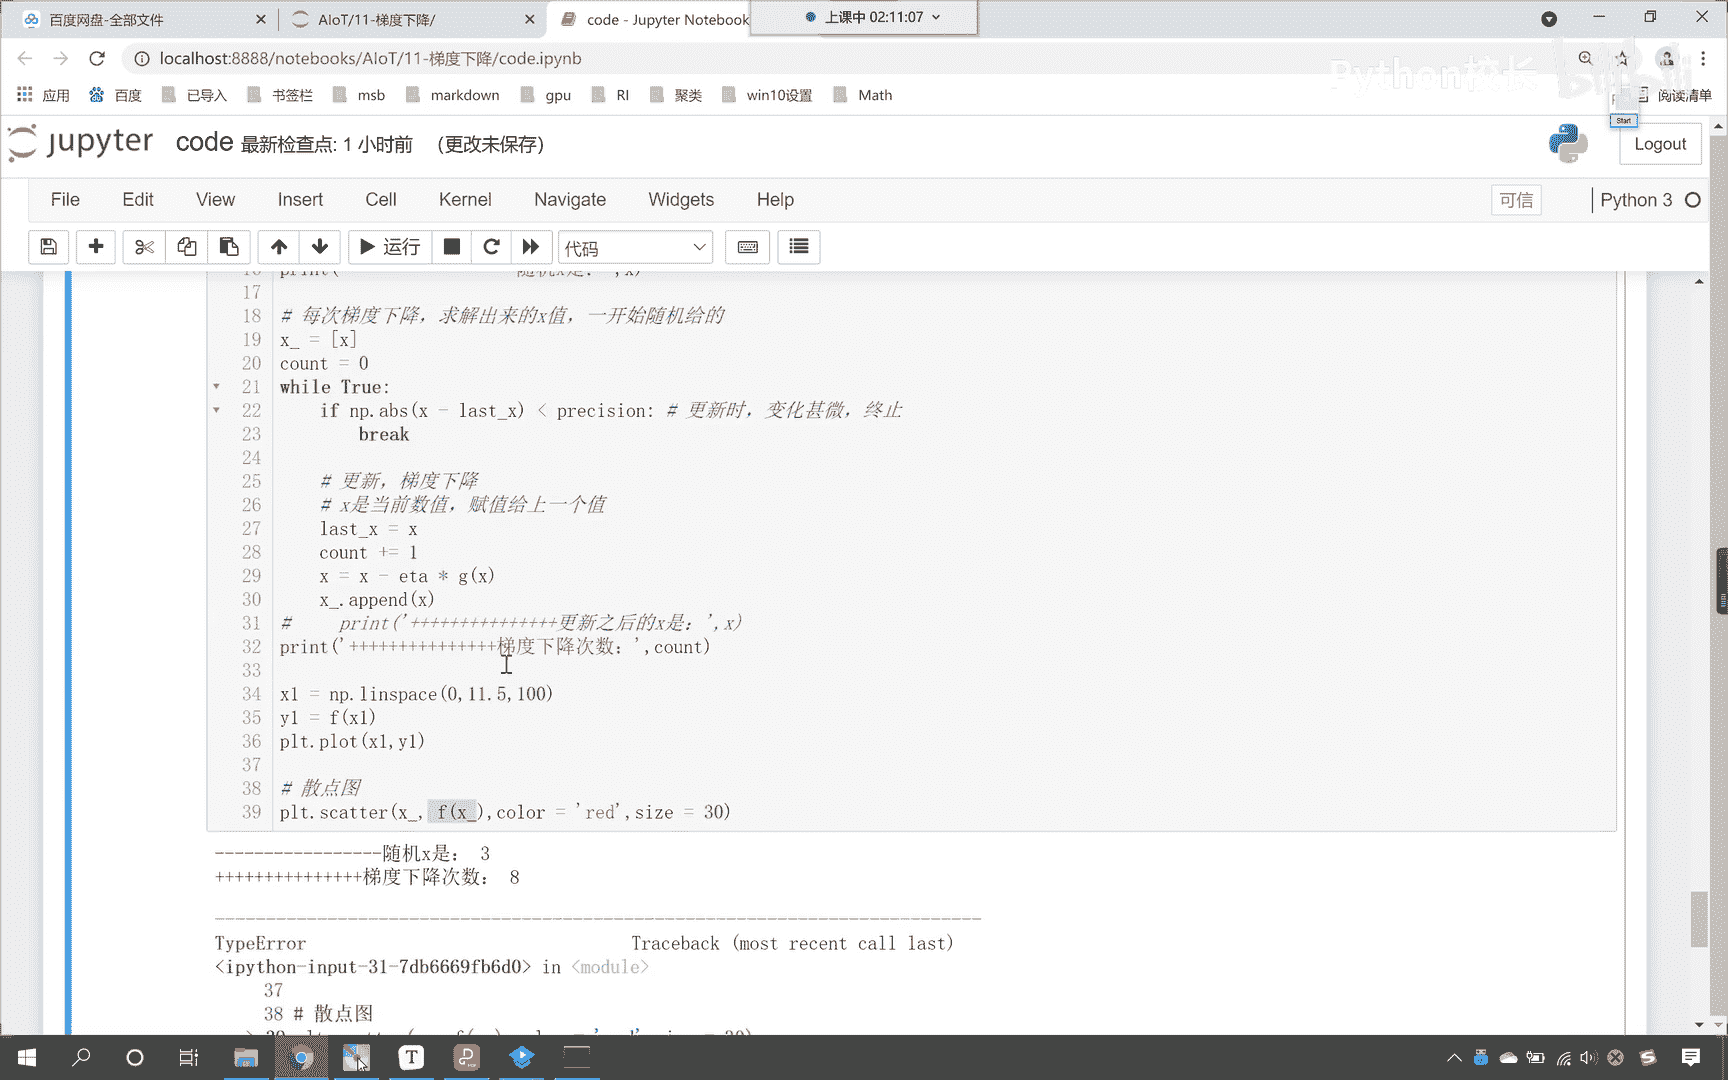 百度网盘-全部文件
AIoT/11-梯度下降/
code - Jupyter Notebook
上课中 02:11:07
localhost:8888/notebooks/AIoT/11-梯度下降/code.ipynb
Python校长
bilibili
应用 百度 已导入 书签栏 msb markdown gpu RI 聚类 win10设置 Math 阅读清单
Start
jupyter code 最新检查点: 1 小时前 (更改未保存)
Logout
File Edit View Insert Cell Kernel Navigate Widgets Help 可信 Python 3
运行 代码
17
18 # 每次梯度下降，求解出来的x值，一开始随机给的
19 x_ = [x]
20 count = 0
21 while True:
22 if np.abs(x - last_x) < precision: # 更新时，变化甚微，终止
23 break
24
25 # 更新，梯度下降
26 # x是当前数值，赋值给上一个值
27 last_x = x
28 count += 1
29 x = x - eta * g(x)
30 x_.append(x)
31 # print('+++++++++++++++更新之后的x是：',x)
32 print('+++++++++++++++梯度下降次数：',count)
33
34 x1 = np.linspace(0,11.5,100)
35 y1 = f(x1)
36 plt.plot(x1,y1)
37
38 # 散点图
39 plt.scatter(x_, f(x_),color = 'red',size = 30)
-----------------随机x是： 3
+++++++++++++++梯度下降次数： 8
---------------------------------------------------------------------------
TypeError Traceback (most recent call last)
<ipython-input-31-7db6669fb6d0> in <module>
37
38 # 散点图